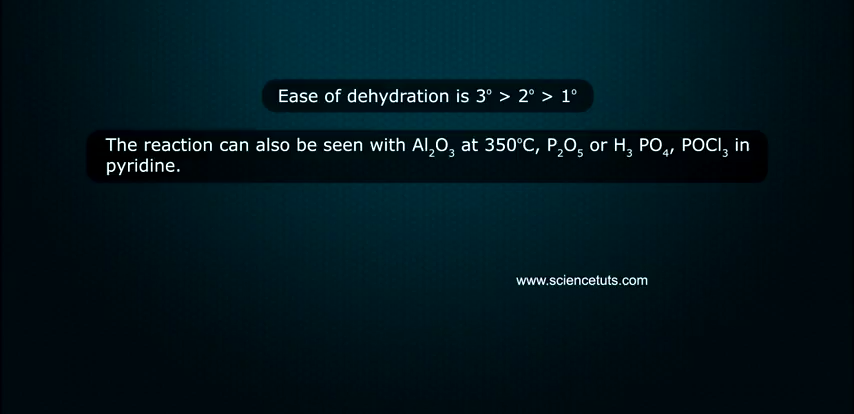 Ease of dehydration is 3° > 2° > 1°
The reaction can also be seen with Al₂O₃ at 350°C, P₂O₅ or H₃ PO₄, POCl₃ in
pyridine.
www.sciencetuts.com